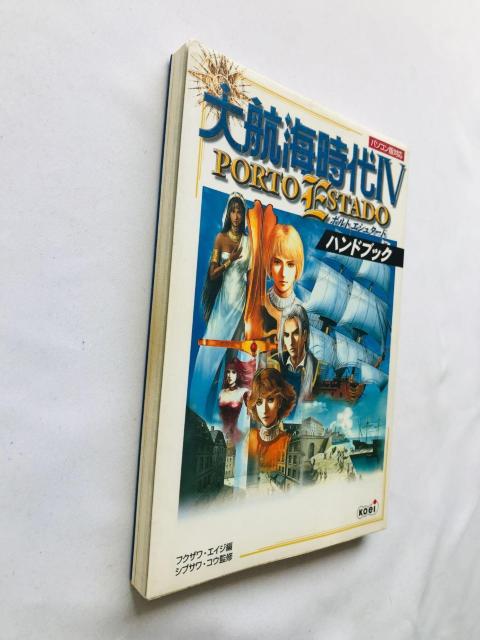 パソコン版対応
大航海時代IV
PORTO ESTADO
ポルトエシュタード
ハンドブック
KOEI
フクザワ・エイジ編
シブサワ・コウ監修